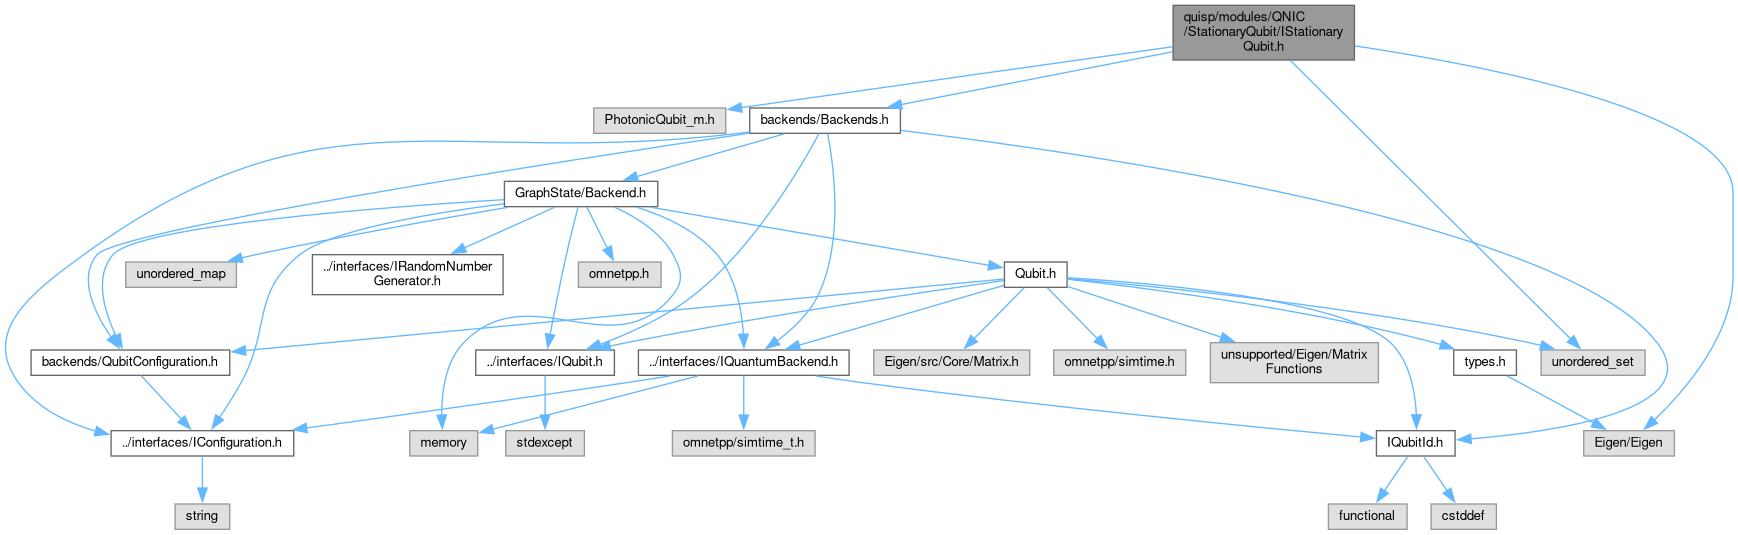 quisp/modules/QNIC
/StationaryQubit/IStationary
Qubit.h
PhotonicQubit_m.h
backends/Backends.h
GraphState/Backend.h
unordered_map
../interfaces/IRandomNumber
Generator.h
omnetpp.h
Qubit.h
backends/QubitConfiguration.h
../interfaces/IQubit.h
../interfaces/IQuantumBackend.h
Eigen/src/Core/Matrix.h
omnetpp/simtime.h
unsupported/Eigen/Matrix
Functions
types.h
unordered_set
../interfaces/IConfiguration.h
memory
stdexcept
omnetpp/simtime_t.h
IQubitId.h
Eigen/Eigen
string
functional
cstddef